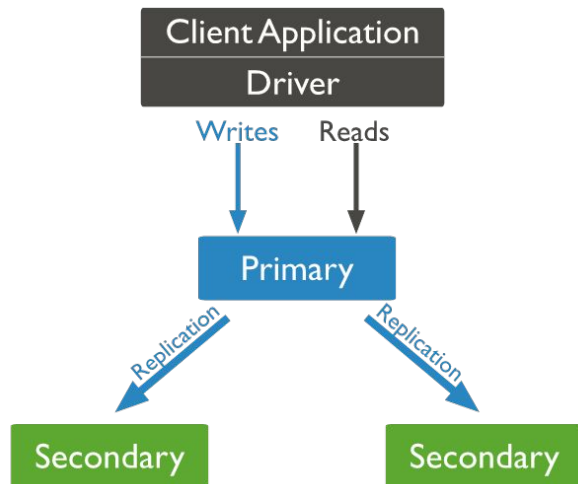 Client Application
Driver
Writes Reads
Primary
Replication Replication
Secondary Secondary